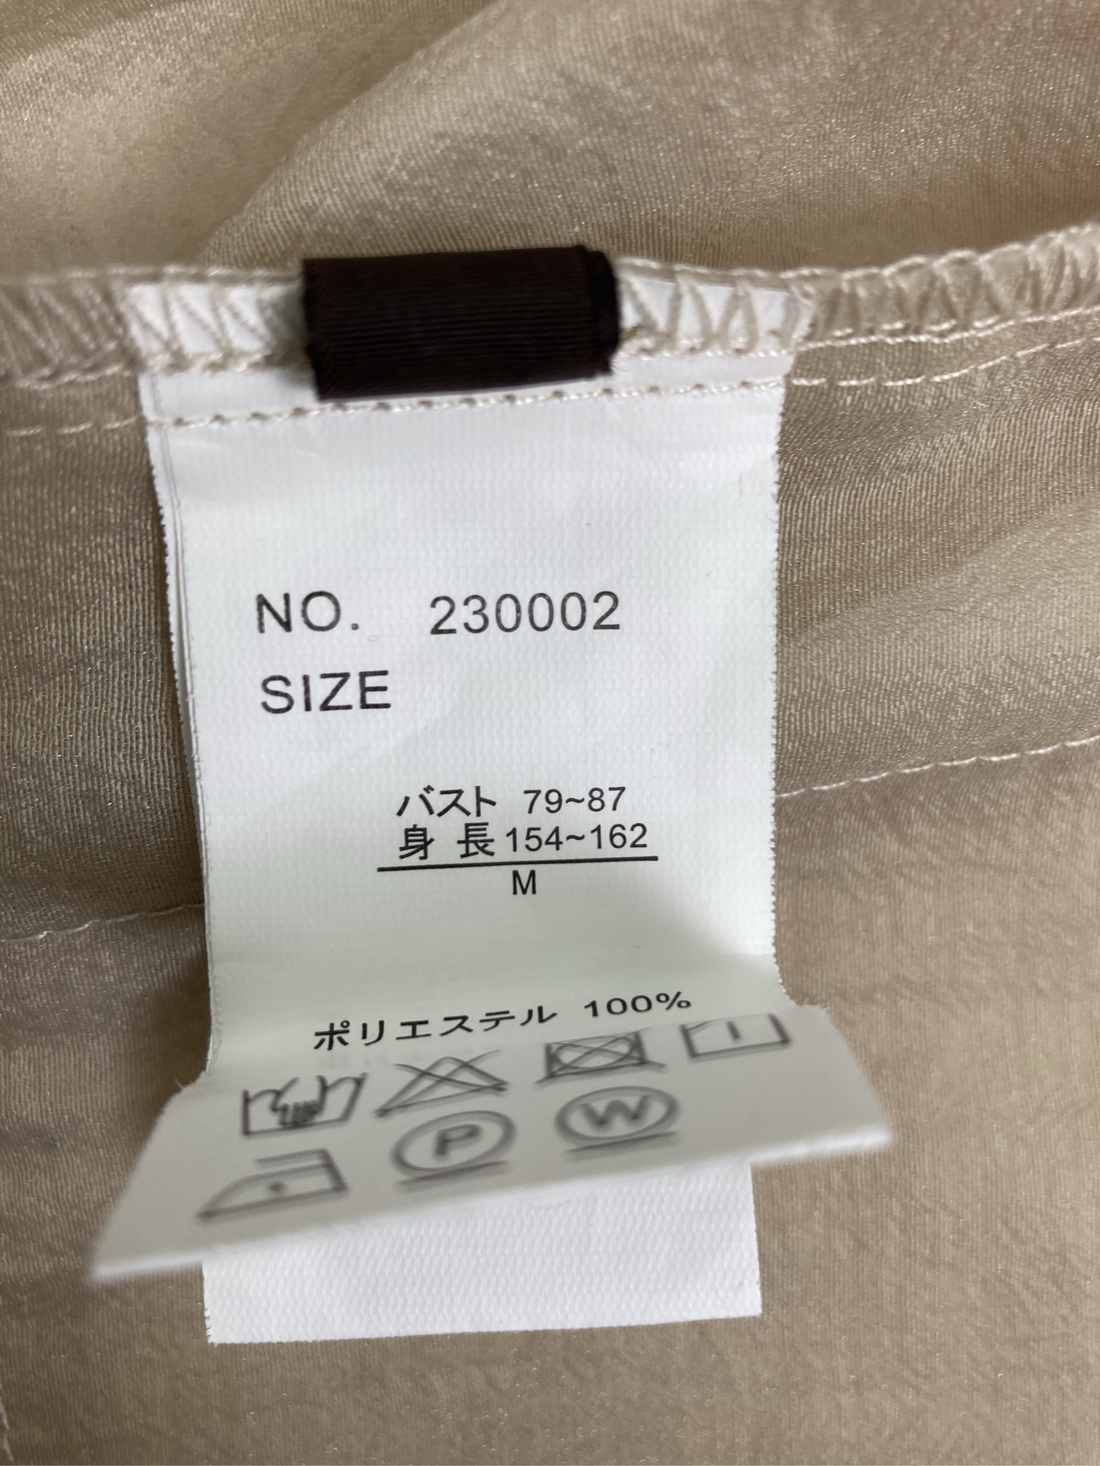 NO. 230002
SIZE
バスト 79~87
身 長 154~162
M
ポリエステル 100%
P W